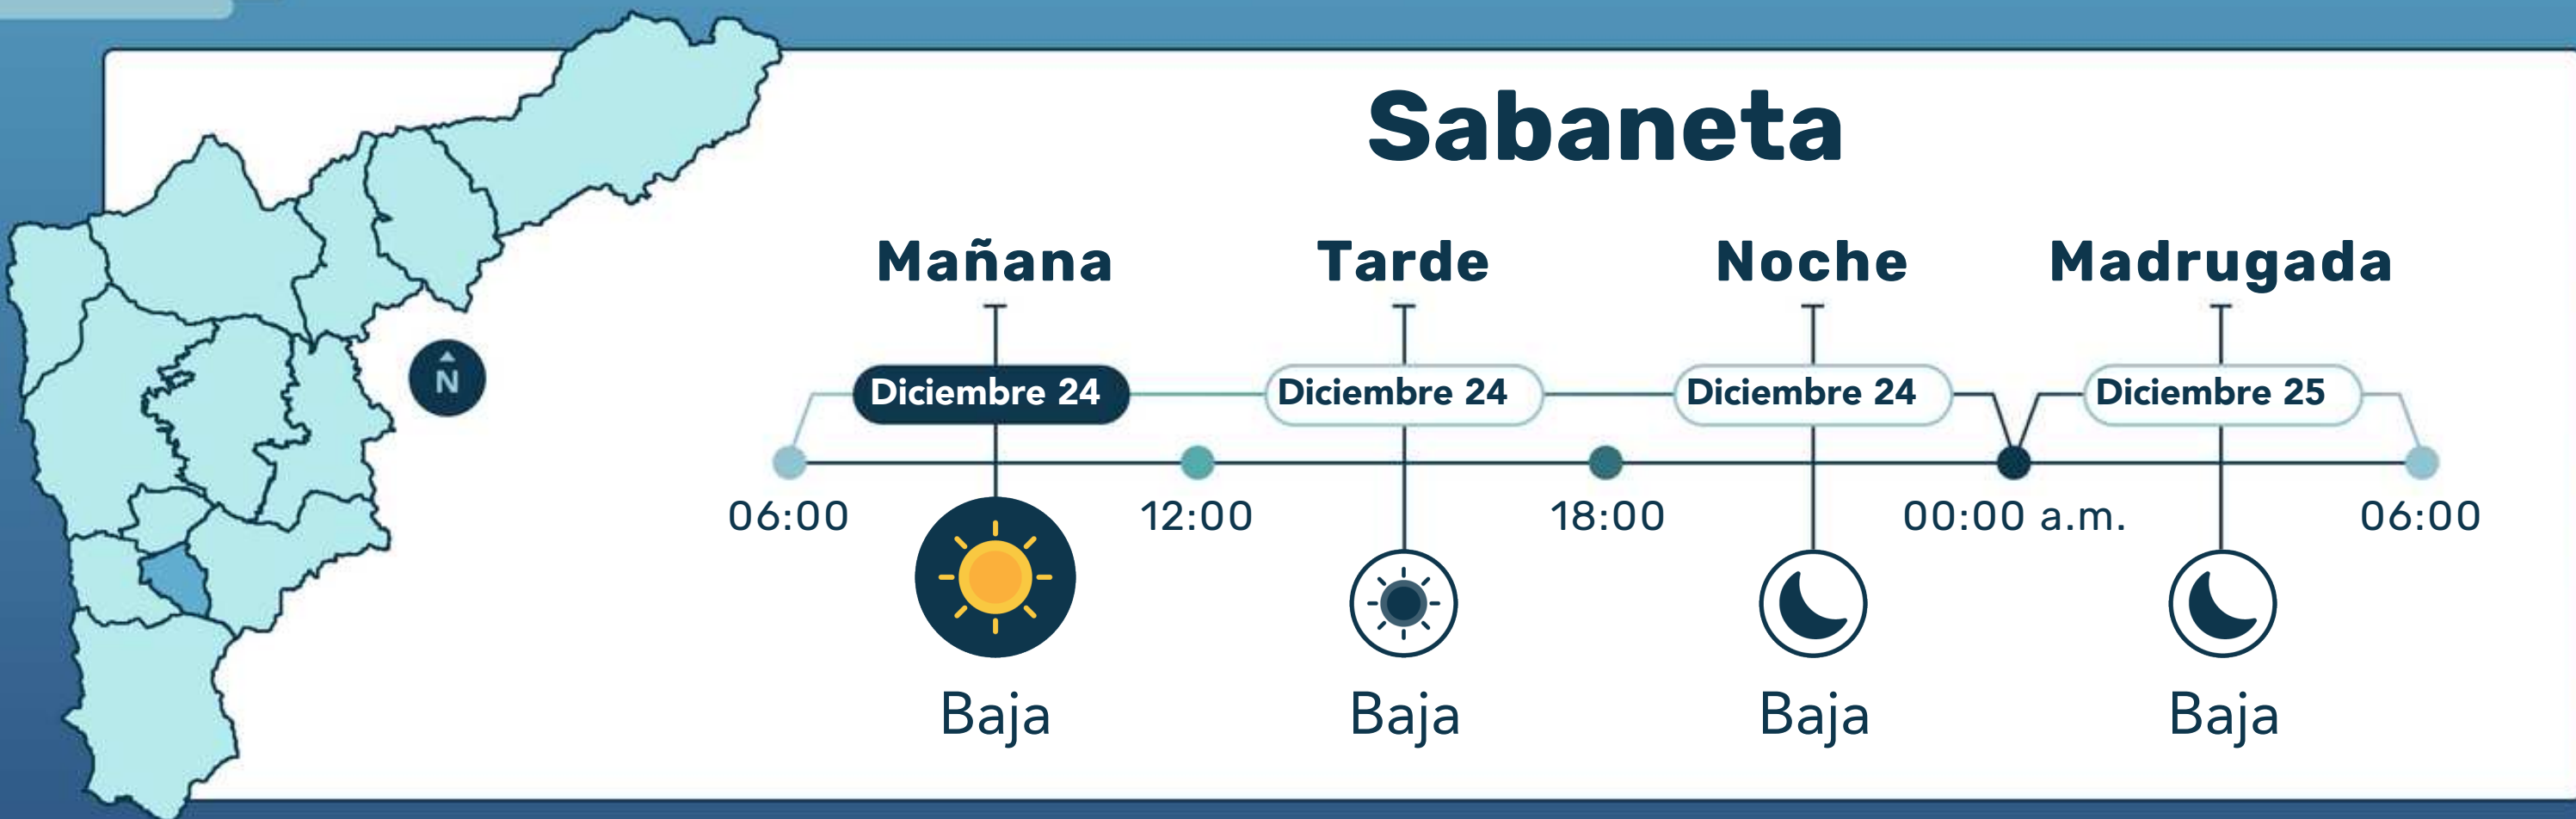 Sabaneta
Mañana Tarde Noche Madrugada
Diciembre 24 Diciembre 24 Diciembre 24 Diciembre 25
N
06:00 12:00 18:00 00:00 a.m. 06:00
Baja Baja Baja Baja